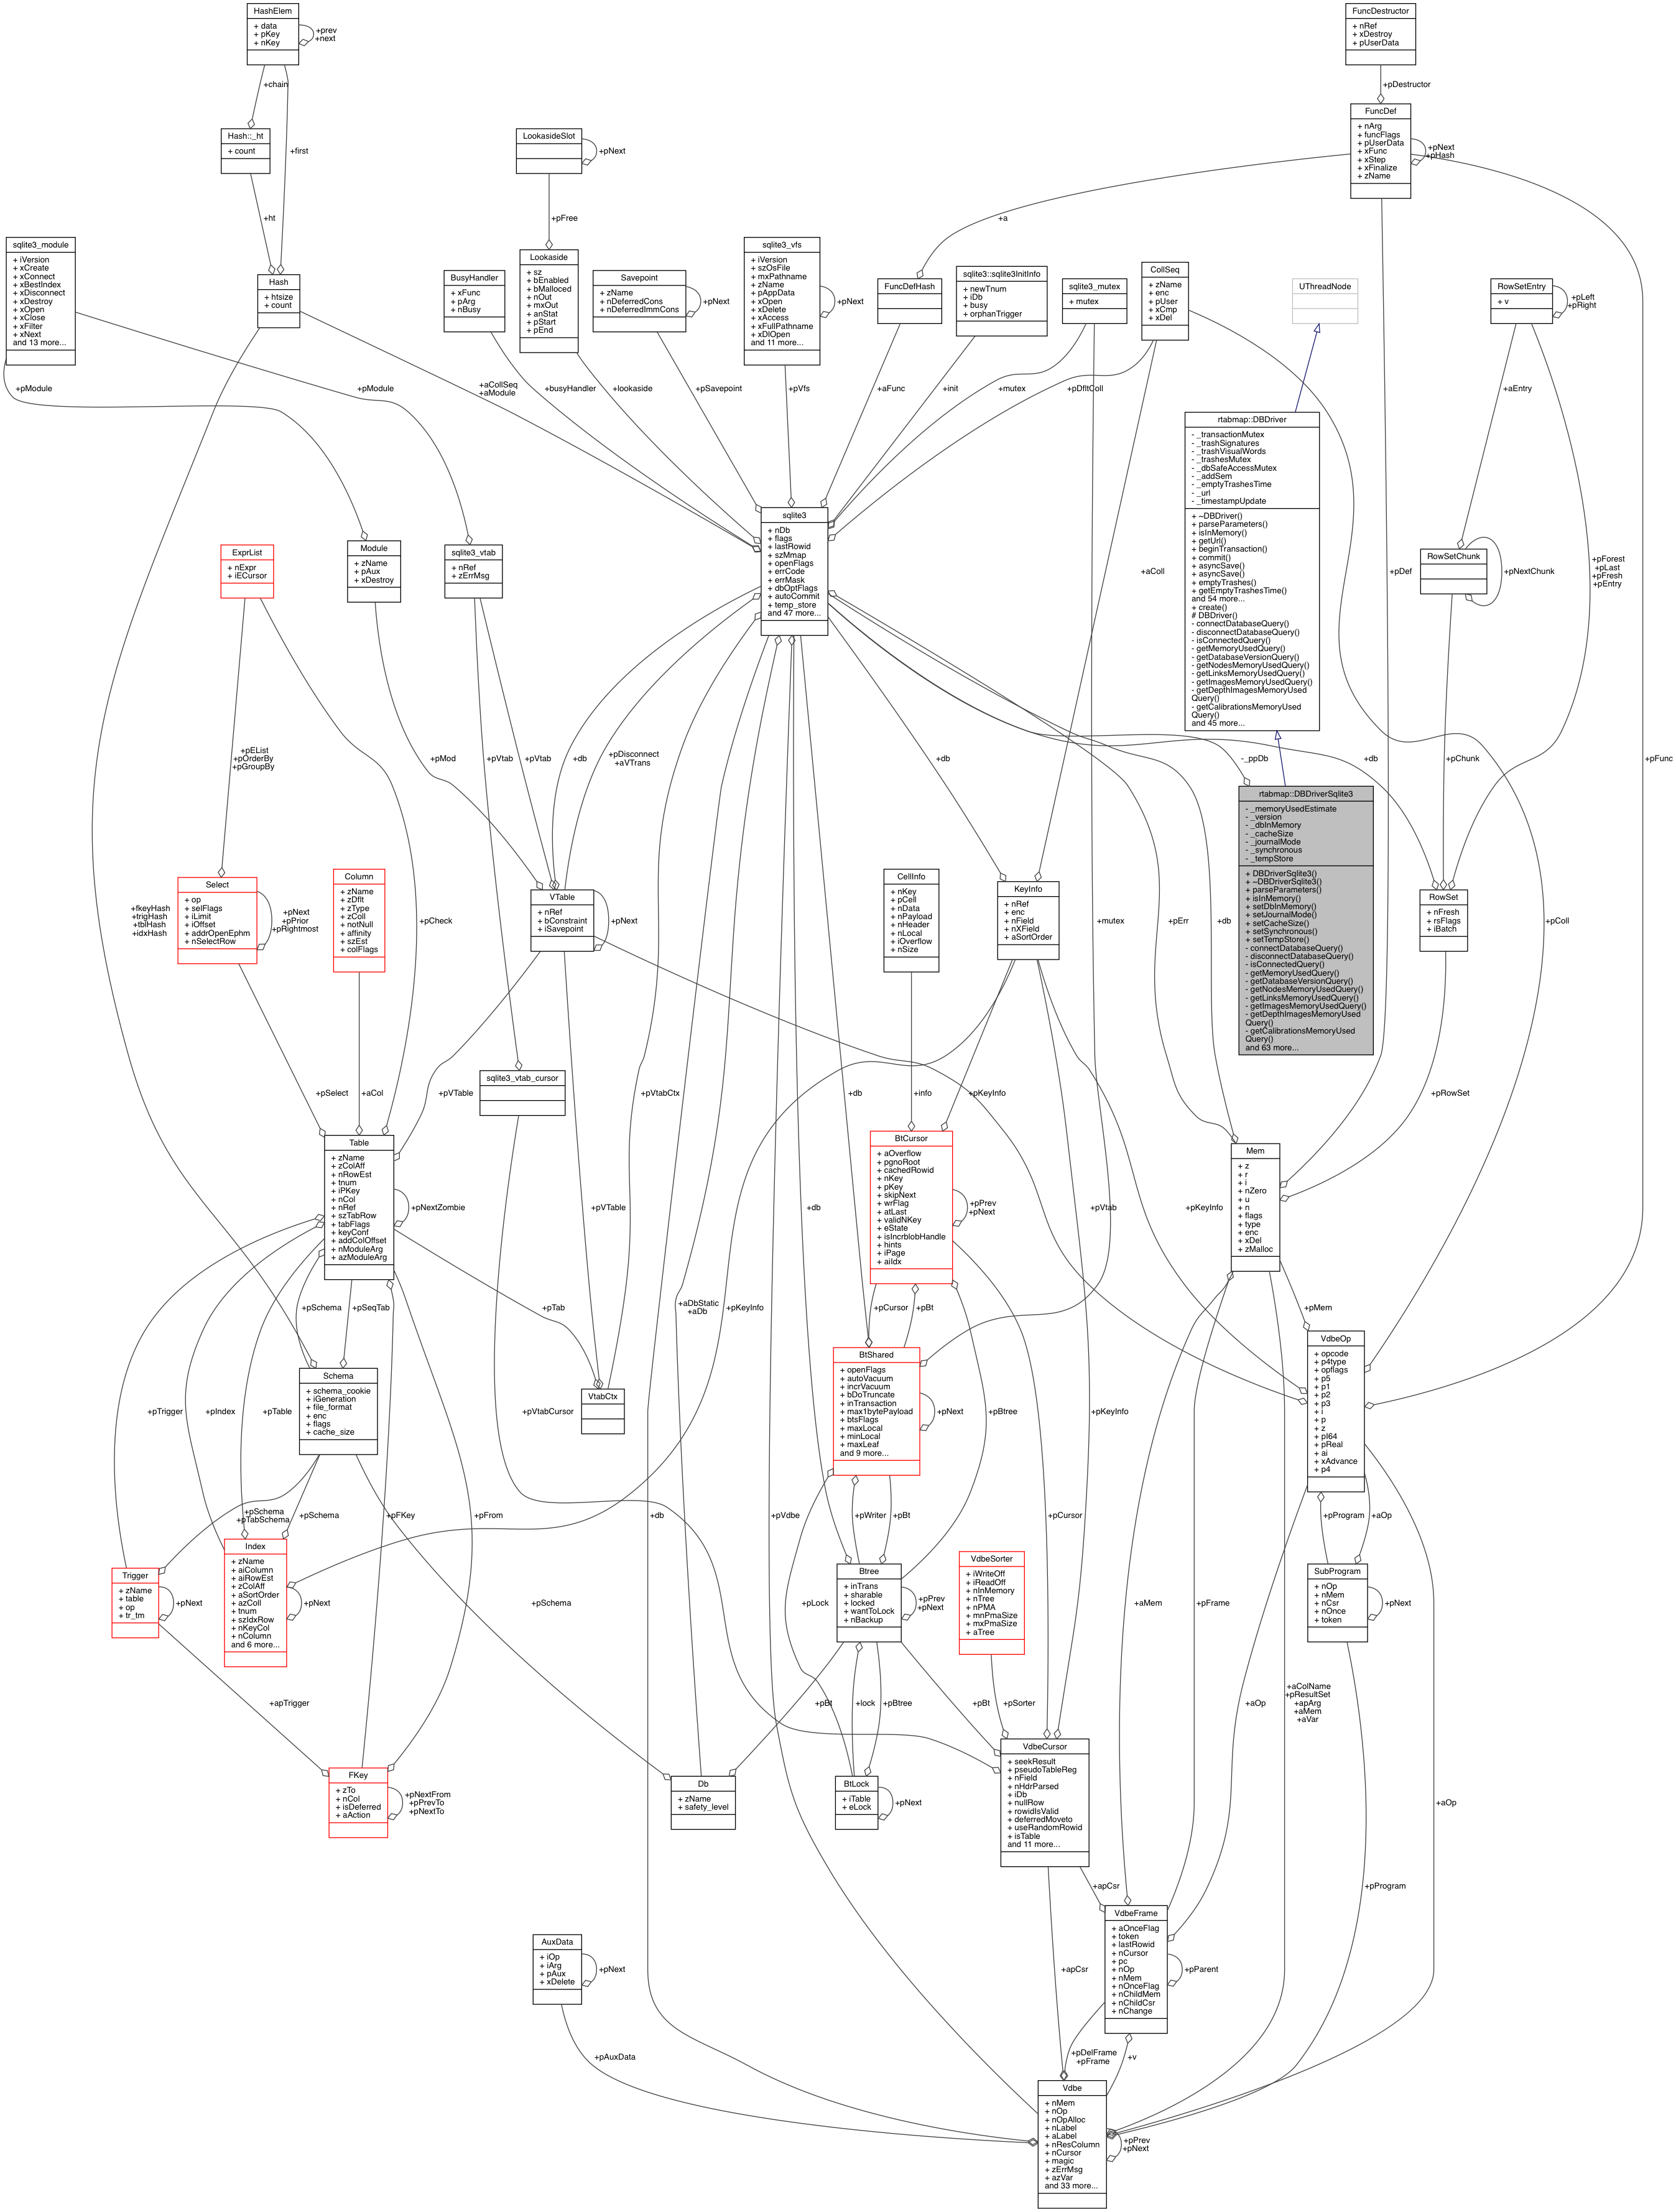 HashElem
+ data
+ pKey
+ nKey
+prev
+next
FuncDestructor
+ nRef
+ xDestroy
+ pUserData
+chain
+pDestructor
Hash::_ht
+ count
+first
LookasideSlot
+pNext
FuncDef
+ nArg
+ funcFlags
+ pUserData
+ xFunc
+ xStep
+ xFinalize
+ zName
+pNext
+pHash
+ht
+pFree
+a
sqlite3_module
+ iVersion
+ xCreate
+ xConnect
+ xBestIndex
+ xDisconnect
+ xDestroy
+ xOpen
+ xClose
+ xFilter
+ xNext
and 13 more...
Hash
+ htsize
+ count
BusyHandler
+ xFunc
+ pArg
+ nBusy
Lookaside
+ sz
+ bEnabled
+ bMalloced
+ nOut
+ mxOut
+ anStat
+ pStart
+ pEnd
Savepoint
+ zName
+ nDeferredCons
+ nDeferredImmCons
+pNext
sqlite3_vfs
+ iVersion
+ szOsFile
+ mxPathname
+ zName
+ pAppData
+ xOpen
+ xDelete
+ xAccess
+ xFullPathname
+ xDlOpen
and 11 more...
+pNext
FuncDefHash
sqlite3::sqlite3InitInfo
+ newTnum
+ iDb
+ busy
+ orphanTrigger
sqlite3_mutex
+ mutex
CollSeq
+ zName
+ enc
+ pUser
+ xCmp
+ xDel
UThreadNode
RowSetEntry
+ v
+pLeft
+pRight
+pModule
+pModule
+aCollSeq
+aModule
+busyHandler
+lookaside
+pSavepoint
+pVfs
+aFunc
+init
+mutex
+pDfltColl
+aEntry
rtabmap::DBDriver
- _transactionMutex
- _trashSignatures
- _trashVisualWords
- _trashesMutex
- _dbSafeAccessMutex
- _addSem
- _emptyTrashesTime
- _url
- _timestampUpdate
+ ~DBDriver()
+ parseParameters()
+ isInMemory()
+ getUrl()
+ beginTransaction()
+ commit()
+ asyncSave()
+ asyncSave()
+ emptyTrashes()
+ getEmptyTrashesTime()
and 54 more...
+ create()
# DBDriver()
- connectDatabaseQuery()
- disconnectDatabaseQuery()
- isConnectedQuery()
- getMemoryUsedQuery()
- getDatabaseVersionQuery()
- getNodesMemoryUsedQuery()
- getLinksMemoryUsedQuery()
- getImagesMemoryUsedQuery()
- getDepthImagesMemoryUsed
Query()
- getCalibrationsMemoryUsed
Query()
and 45 more...
sqlite3
+ nDb
+ flags
+ lastRowid
+ szMmap
+ openFlags
+ errCode
+ errMask
+ dbOptFlags
+ autoCommit
+ temp_store
and 47 more...
ExprList
+ nExpr
+ iECursor
Module
+ zName
+ pAux
+ xDestroy
sqlite3_vtab
+ nRef
+ zErrMsg
+aColl
+pDef
RowSetChunk
+pNextChunk
+pForest
+pLast
+pFresh
+pEntry
+pEList
+pOrderBy
+pGroupBy
+pMod
+pVtab
+pVtab
+db
+pDisconnect
+aVTrans
+db
-_ppDb
+db
+pChunk
+pFunc
rtabmap::DBDriverSqlite3
- _memoryUsedEstimate
- _version
- _dbInMemory
- _cacheSize
- _journalMode
- _synchronous
- _tempStore
+ DBDriverSqlite3()
+ ~DBDriverSqlite3()
+ parseParameters()
+ isInMemory()
+ setDbInMemory()
+ setJournalMode()
+ setCacheSize()
+ setSynchronous()
+ setTempStore()
- connectDatabaseQuery()
- disconnectDatabaseQuery()
- isConnectedQuery()
- getMemoryUsedQuery()
- getDatabaseVersionQuery()
- getNodesMemoryUsedQuery()
- getLinksMemoryUsedQuery()
- getImagesMemoryUsedQuery()
- getDepthImagesMemoryUsed
Query()
- getCalibrationsMemoryUsed
Query()
and 63 more...
+fkeyHash
+trigHash
+tblHash
+idxHash
Select
+ op
+ selFlags
+ iLimit
+ iOffset
+ addrOpenEphm
+ nSelectRow
+pNext
+pPrior
+pRightmost
Column
+ zName
+ zDflt
+ zType
+ zColl
+ notNull
+ affinity
+ szEst
+ colFlags
+pCheck
VTable
+ nRef
+ bConstraint
+ iSavepoint
+pNext
CellInfo
+ nKey
+ pCell
+ nData
+ nPayload
+ nHeader
+ nLocal
+ iOverflow
+ nSize
KeyInfo
+ nRef
+ enc
+ nField
+ nXField
+ aSortOrder
+mutex
+pErr
+db
RowSet
+ nFresh
+ rsFlags
+ iBatch
+pColl
+pSelect
+aCol
+pVTable
sqlite3_vtab_cursor
+pVtabCtx
+db
+info
+pKeyInfo
+pRowSet
Table
+ zName
+ zColAff
+ nRowEst
+ tnum
+ iPKey
+ nCol
+ nRef
+ szTabRow
+ tabFlags
+ keyConf
+ addColOffset
+ nModuleArg
+ azModuleArg
+pNextZombie
+pVTable
+db
BtCursor
+ aOverflow
+ pgnoRoot
+ cachedRowid
+ nKey
+ pKey
+ skipNext
+ wrFlag
+ atLast
+ validNKey
+ eState
+ isIncrblobHandle
+ hints
+ iPage
+ aiIdx
+pPrev
+pNext
+pVtab
+pKeyInfo
Mem
+ z
+ r
+ i
+ nZero
+ u
+ n
+ flags
+ type
+ enc
+ xDel
+ zMalloc
+pSchema
+pSeqTab
+pTab
+aDbStatic
+aDb
+pKeyInfo
+pCursor
+pBt
+pMem
Schema
+ schema_cookie
+ iGeneration
+ file_format
+ enc
+ flags
+ cache_size
VtabCtx
BtShared
+ openFlags
+ autoVacuum
+ incrVacuum
+ bDoTruncate
+ inTransaction
+ max1bytePayload
+ btsFlags
+ maxLocal
+ minLocal
+ maxLeaf
and 9 more...
+pNext
VdbeOp
+ opcode
+ p4type
+ opflags
+ p5
+ p1
+ p2
+ p3
+ i
+ p
+ z
+ pI64
+ pReal
+ ai
+ xAdvance
+ p4
+pTrigger
+pIndex
+pTable
+pVtabCursor
+pBtree
+pKeyInfo
+pSchema
+pTabSchema
+pSchema
+pFKey
+pFrom
+db
+pVdbe
+pWriter
+pBt
+pCursor
+pProgram
+aOp
Trigger
+ zName
+ table
+ op
+ tr_tm
+pNext
Index
+ zName
+ aiColumn
+ aiRowEst
+ zColAff
+ aSortOrder
+ azColl
+ tnum
+ szIdxRow
+ nKeyCol
+ nColumn
and 6 more...
+pNext
+pSchema
+pLock
Btree
+ inTrans
+ sharable
+ locked
+ wantToLock
+ nBackup
+pPrev
+pNext
VdbeSorter
+ iWriteOff
+ iReadOff
+ nInMemory
+ nTree
+ nPMA
+ mnPmaSize
+ mxPmaSize
+ aTree
+aMem
+pFrame
SubProgram
+ nOp
+ nMem
+ nCsr
+ nOnce
+ token
+pNext
+apTrigger
+pBt
+lock
+pBtree
+pBt
+pSorter
+aOp
+aColName
+pResultSet
+apArg
+aMem
+aVar
FKey
+ zTo
+ nCol
+ isDeferred
+ aAction
+pNextFrom
+pPrevTo
+pNextTo
Db
+ zName
+ safety_level
BtLock
+ iTable
+ eLock
+pNext
VdbeCursor
+ seekResult
+ pseudoTableReg
+ nField
+ nHdrParsed
+ iDb
+ nullRow
+ rowidIsValid
+ deferredMoveto
+ useRandomRowid
+ isTable
and 11 more...
+aOp
+apCsr
+pProgram
AuxData
+ iOp
+ iArg
+ pAux
+ xDelete
+pNext
+apCsr
VdbeFrame
+ aOnceFlag
+ token
+ lastRowid
+ nCursor
+ pc
+ nOp
+ nMem
+ nOnceFlag
+ nChildMem
+ nChildCsr
+ nChange
+pParent
+pAuxData
+pDelFrame
+pFrame
+v
Vdbe
+ nMem
+ nOp
+ nOpAlloc
+ nLabel
+ aLabel
+ nResColumn
+ nCursor
+ magic
+ zErrMsg
+ azVar
and 33 more...
+pPrev
+pNext